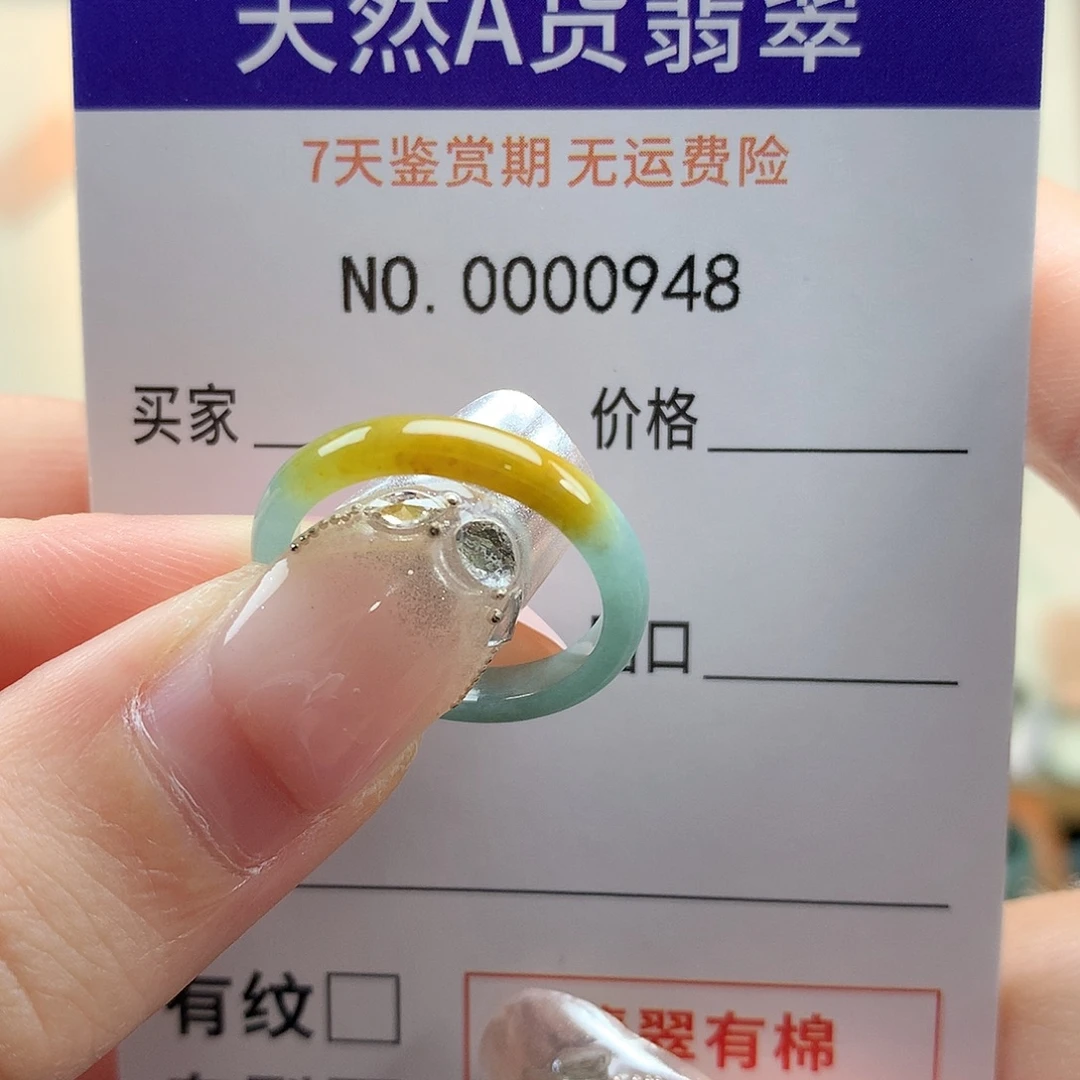 天然A货翡翠
7天鉴赏期 无运费险
NO.0000948
买家
价格
口
有纹
翠有棉